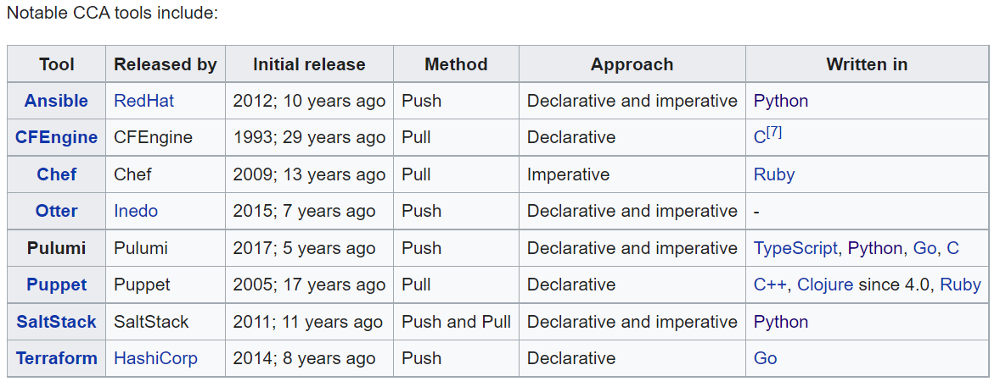 Notable CCA tools include:
Tool Released by Initial release Method Approach Written in
Ansible RedHat 2012; 10 years ago Push Declarative and imperative Python
CFEngine CFEngine 1993; 29 years ago Pull Declarative C[7]
Chef Chef 2009; 13 years ago Pull Imperative Ruby
Otter Inedo 2015; 7 years ago Push Declarative and imperative -
Pulumi Pulumi 2017; 5 years ago Push Declarative and imperative TypeScript, Python, Go, C
Puppet Puppet 2005; 17 years ago Pull Declarative C++, Clojure since 4.0, Ruby
SaltStack SaltStack 2011; 11 years ago Push and Pull Declarative and imperative Python
Terraform HashiCorp 2014; 8 years ago Push Declarative Go